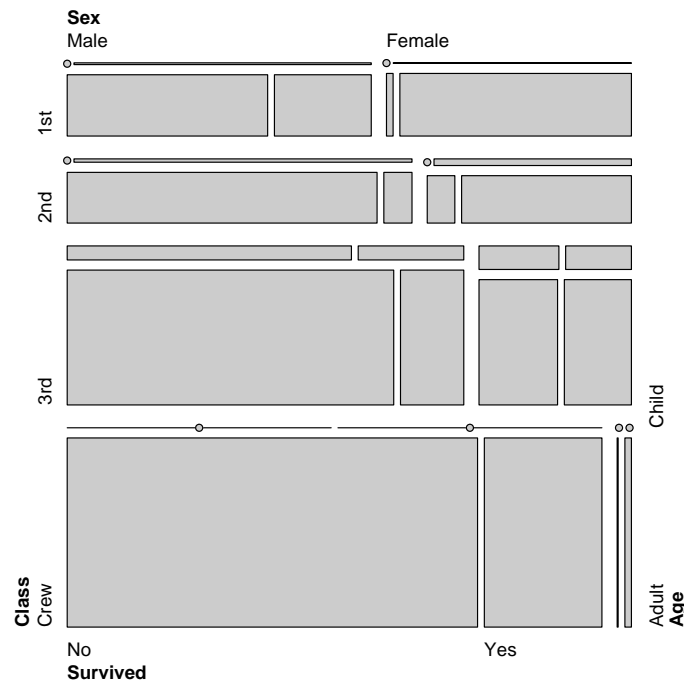 Sex
Male Female
1st
2nd
3rd
Crew
Class
Child
Adult
Age
No Yes
Survived